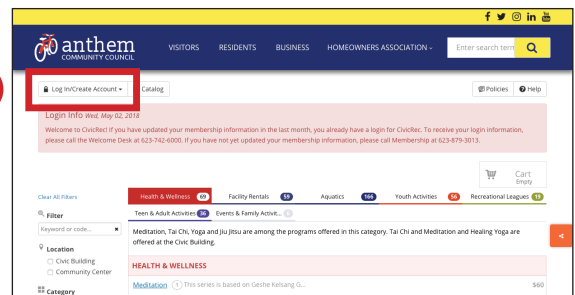 anthem
COMMUNITY COUNCIL
VISITORS RESIDENTS BUSINESS HOMEOWNERS ASSOCIATION
Enter search term
Log In/Create Account Catalog Policies Help
Login Info Wed, May 02, 2018
Welcome to CivicRec! If you have updated your membership information in the last month, you already have a login for CivicRec. To receive your login information,
please call the Welcome Desk at 623-742-6000. If you have not yet updated your membership information, please call Membership at 623-879-3013.
Cart
Empty
Clear All Filters
Health & Wellness 69 Facility Rentals 59 Aquatics 166 Youth Activities 56 Recreational Leagues 19
Teen & Adult Activities 36 Events & Family Activit...
Filter
Keyword or code...
Meditation, Tai Chi, Yoga and Jiu Jitsu are among the programs offered in this category. Tai Chi and Meditation and Healing Yoga are
offered at the Civic Building.
Location
Civic Building
Community Center
HEALTH & WELLNESS
Category
Meditation 1 This series is based on Geshe Kelsang G... $60